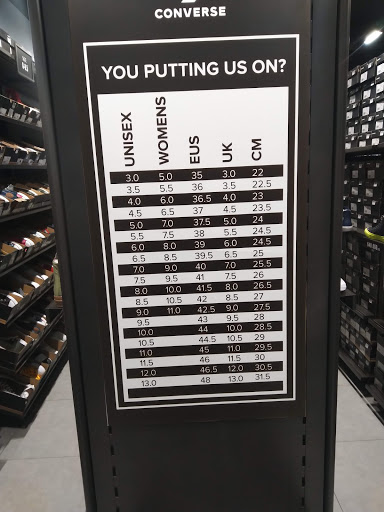 CONVERSE
YOU PUTTING US ON?
UNISEX WOMENS EUS UK CM
3.0 5.0 35 3.0 22
3.5 5.5 36 3.5 22.5
4.0 6.0 36.5 4.0 23
4.5 6.5 37 4.5 23.5
5.0 7.0 37.5 5.0 24
5.5 7.5 38 5.5 24.5
6.0 8.0 39 6.0 24.5
6.5 8.5 39.5 6.5 25
7.0 9.0 40 7.0 25.5
7.5 9.5 41 7.5 26
8.0 10.0 41.5 8.0 26.5
8.5 10.5 42 8.5 27
9.0 11.0 42.5 9.0 27.5
9.5 43 9.5 28
10.0 44 10.0 28.5
10.5 44.5 10.5 29
11.0 45 11.0 29.5
11.5 46 11.5 30
12.0 46.5 12.0 30.5
13.0 48 13.0 31.5